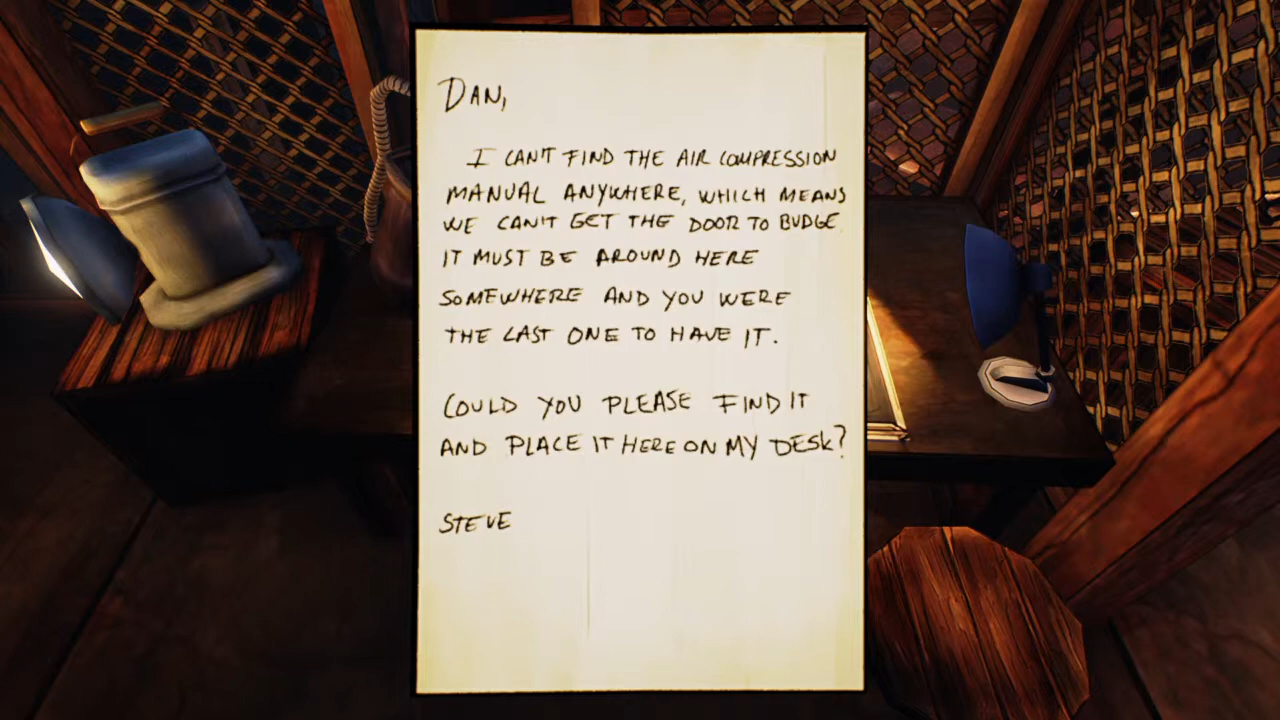 DAN,
I CAN'T FIND THE AIR COMPRESSION
MANUAL ANYWHERE, WHICH MEANS
WE CAN'T GET THE DOOR TO BUDGE.
IT MUST BE AROUND HERE
SOMEWHERE AND YOU WERE
THE LAST ONE TO HAVE IT.
COULD YOU PLEASE FIND IT
AND PLACE IT HERE ON MY DESK?
STEVE